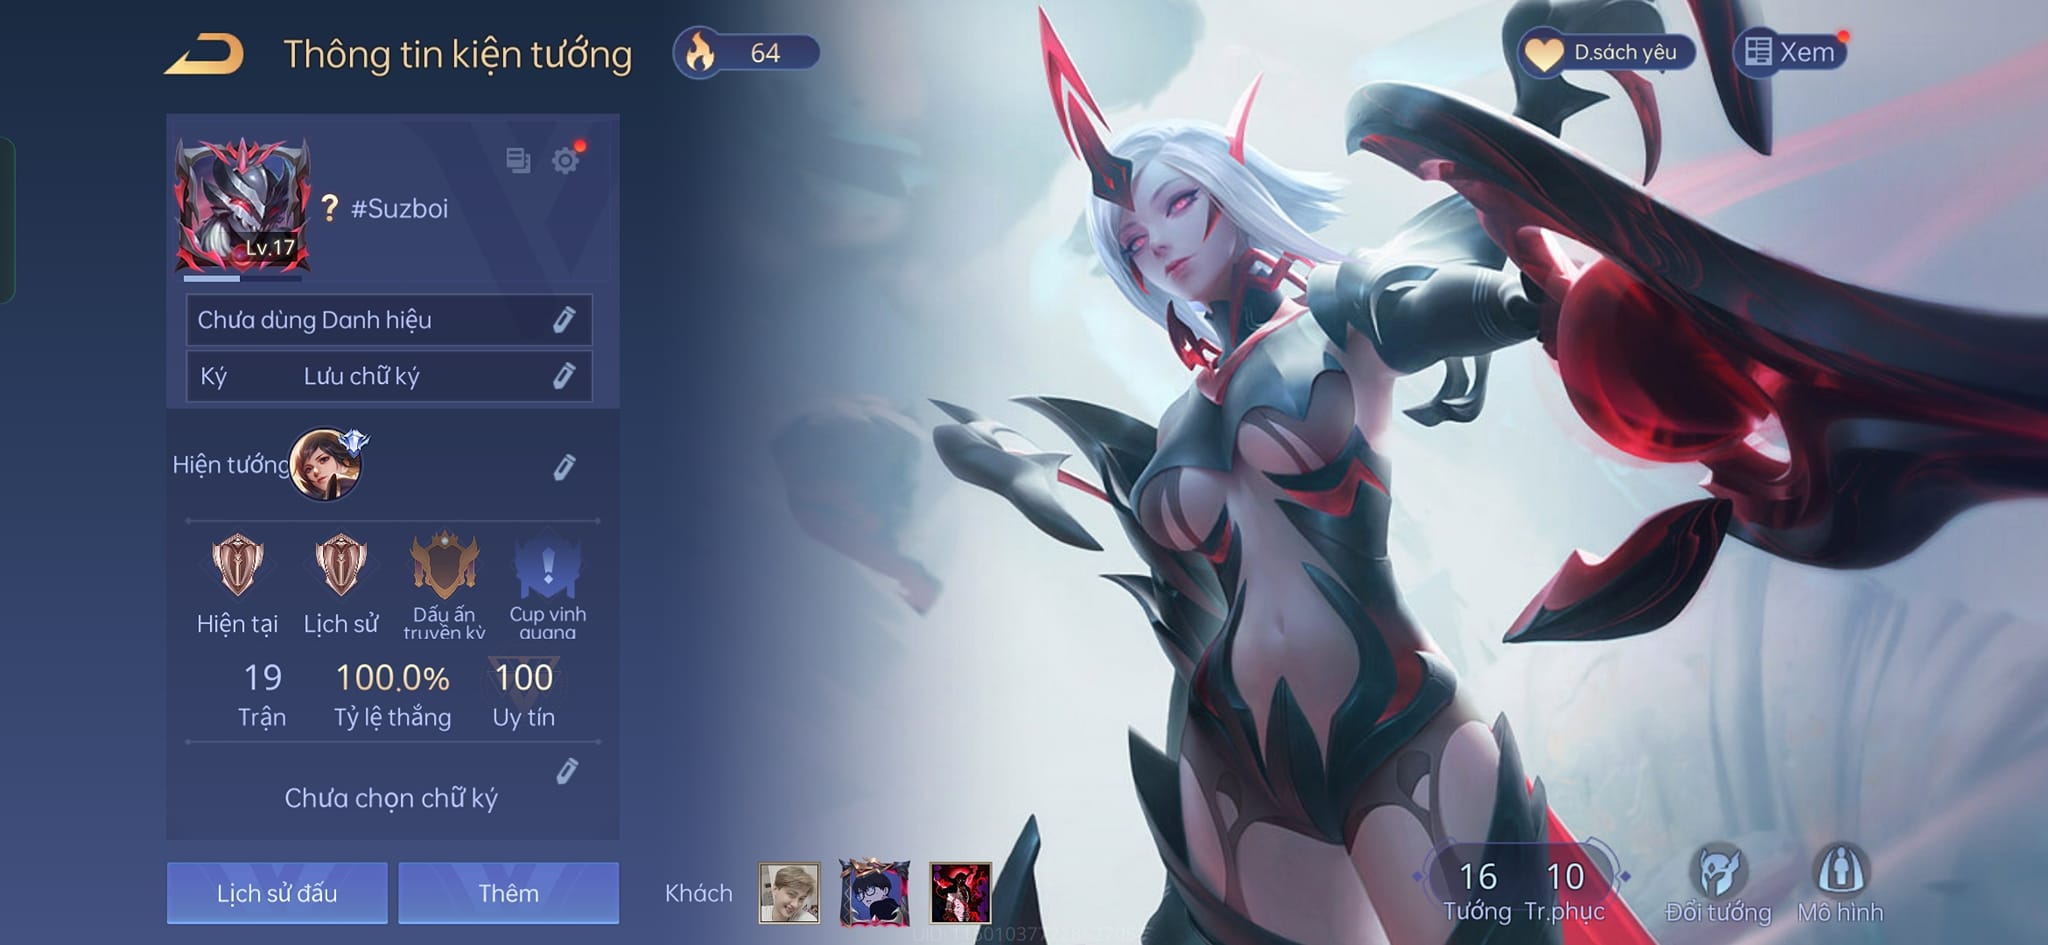 Thông tin kiện tướng
64
D.sách yêu
Xem
Lv.17
? #Suzboi
Chưa dùng Danh hiệu
Ký Lưu chữ ký
Hiện tướng
Hiện tại
Lịch sử
Dấu ấn
truyền kỳ
Cup vinh
quang
19
Trận
100.0%
Tỷ lệ thắng
100
Uy tín
Chưa chọn chữ ký
Lịch sử đấu
Thêm
Khách
16
Tướng
10
Tr.phục
Đổi tướng
Mô hình